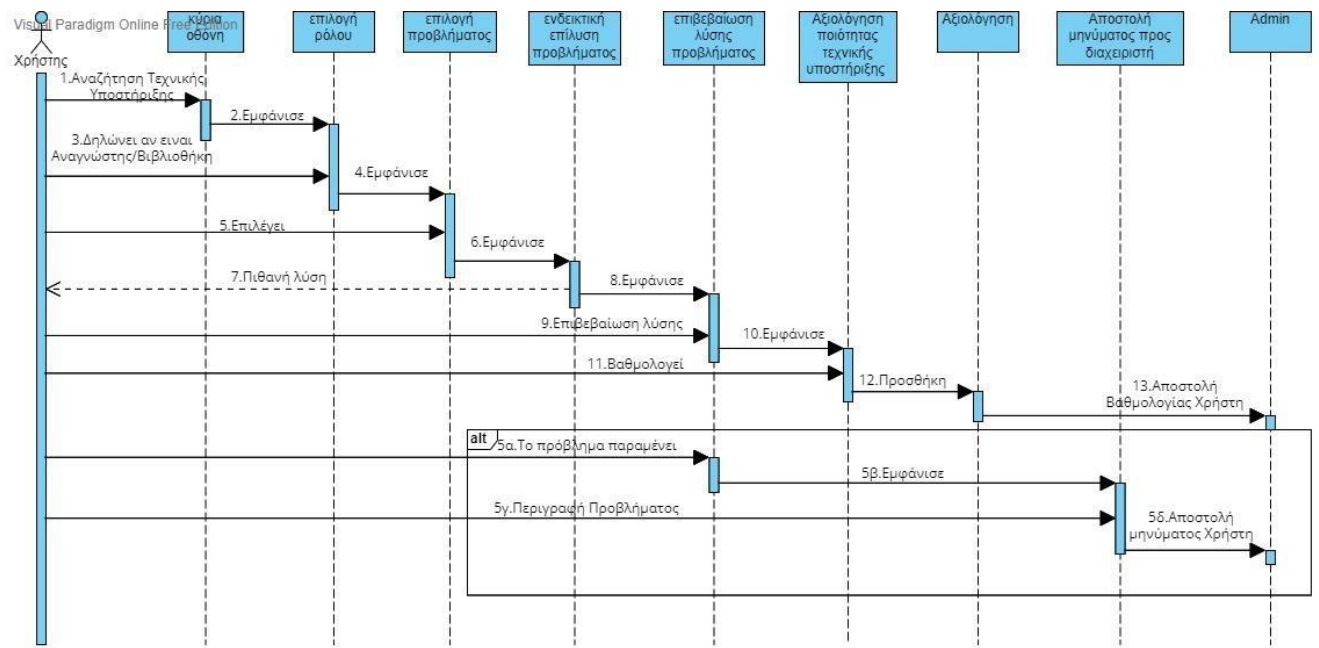 Visual Paradigm Online Free Edition
Χρήστης
κύρια
οθόνη
επιλογή
ρόλου
επιλογή
προβλήματος
ενδεικτική
επίλυση
προβλήματος
επιβεβαίωση
λύσης
προβλήματος
Αξιολόγηση
ποιότητας
τεχνικής
υποστήριξης
Αξιολόγηση
Αποστολή
μηνύματος προς
διαχειριστή
Admin
1.Αναζήτηση Τεχνικής
Υποστήριξης
2.Εμφάνισε
3.Δηλώνει αν ειναι
Αναγνώστης/Βιβλιοθήκη
4.Εμφάνισε
5.Επιλέγει
6.Εμφάνισε
7.Πιθανή λύση
8.Εμφάνισε
9.Επιβεβαίωση λύσης
10.Εμφάνισε
11.Βαθμολογεί
12.Προσθήκη
13.Αποστολή
Βαθμολογίας Χρήστη
alt
5α.Το πρόβλημα παραμένει
5β.Εμφάνισε
5γ.Περιγραφή Προβλήματος
5δ.Αποστολή
μηνύματος Χρήστη